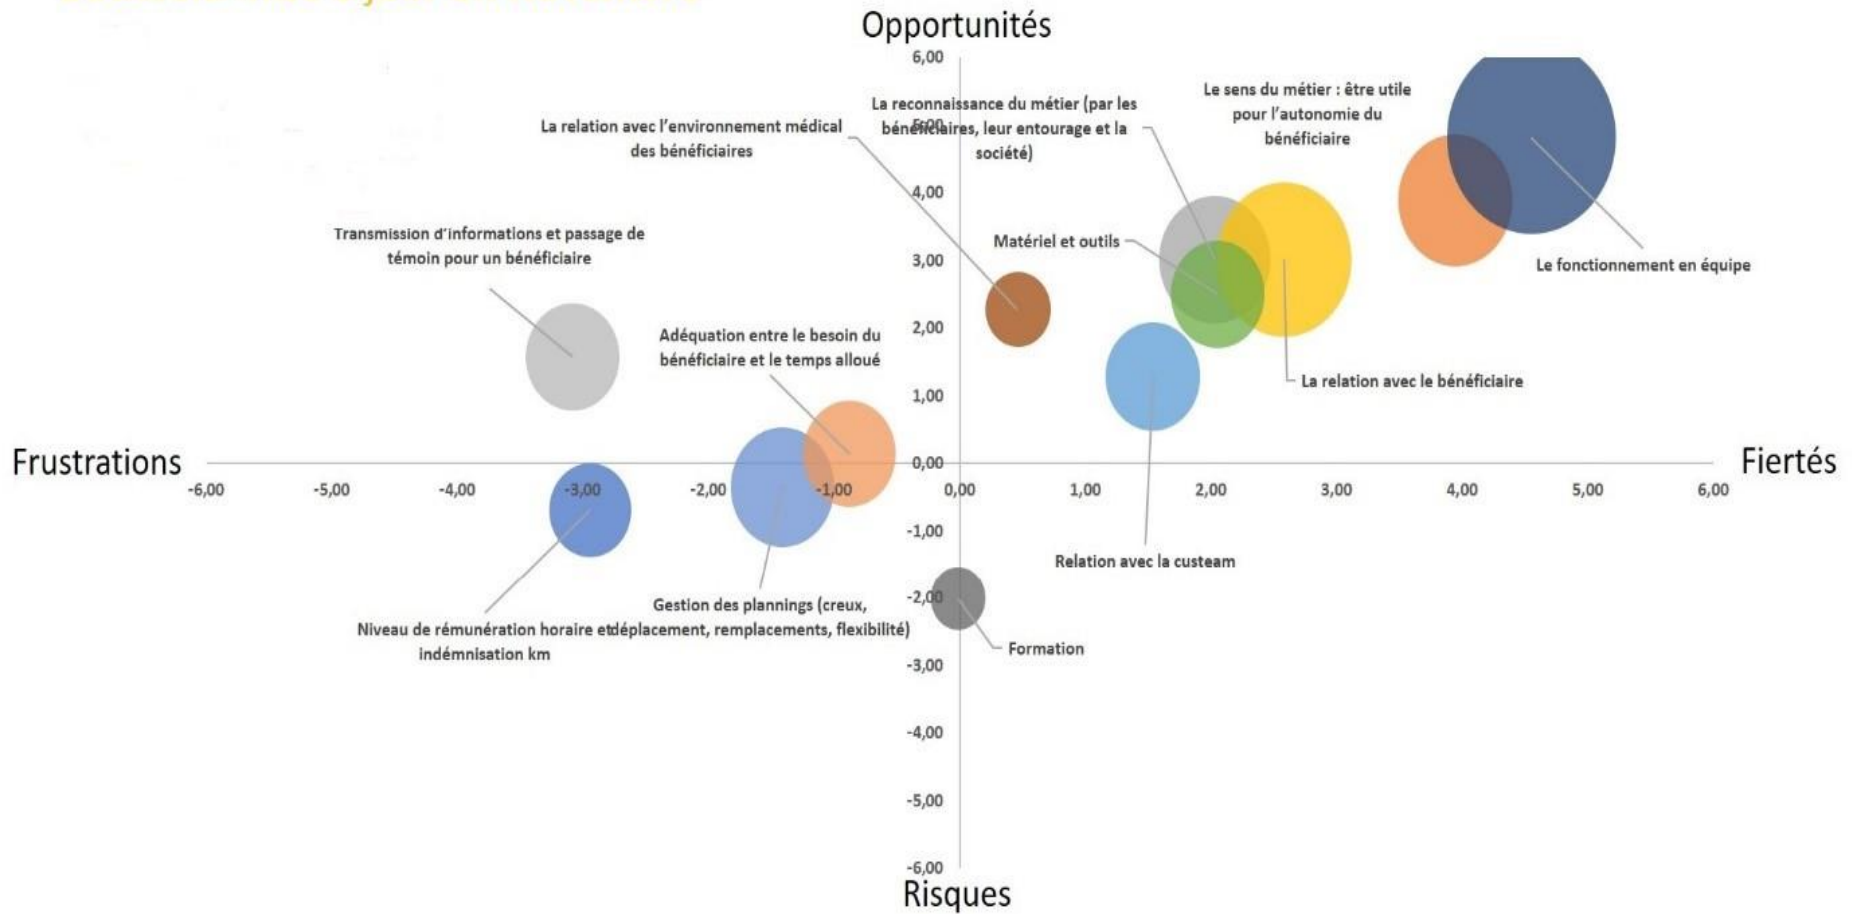 Opportunités
6,00
La reconnaissance du métier (par les
bénéficiaires, leur entourage et la
société)
5,00
Le sens du métier : être utile
pour l'autonomie du
bénéficiaire
La relation avec l'environnement médical
des bénéficiaires
4,00
Transmission d'informations et passage de
témoin pour un bénéficiaire
Matériel et outils
3,00
Le fonctionnement en équipe
2,00
Adéquation entre le besoin du
bénéficiaire et le temps alloué
La relation avec le bénéficiaire
1,00
Frustrations
0,00
Fiertés
-6,00 -5,00 -4,00 -3,00 -2,00 -1,00 0,00 1,00 2,00 3,00 4,00 5,00 6,00
-1,00
Relation avec la custeam
-2,00
Gestion des plannings (creux,
déplacement, remplacements, flexibilité)
Niveau de rémunération horaire et
indémnisation km
Formation
-3,00
-4,00
-5,00
-6,00
Risques